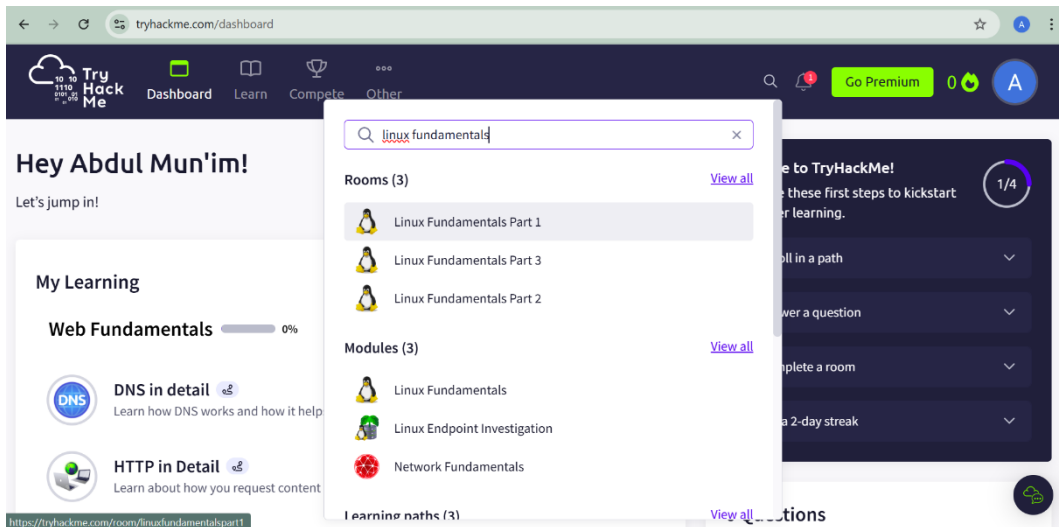 tryhackme.com/dashboard
A
Try Hack Me
Dashboard
Learn
Compete
Other
Go Premium
0
A
linux fundamentals
Rooms (3)
View all
Linux Fundamentals Part 1
Linux Fundamentals Part 3
Linux Fundamentals Part 2
Modules (3)
View all
Linux Fundamentals
Linux Endpoint Investigation
Network Fundamentals
Learning paths (3)
View all
Hey Abdul Mun'im!
Let's jump in!
My Learning
Web Fundamentals
0%
DNS
DNS in detail
Learn how DNS works and how it help
HTTP in Detail
Learn about how you request content
to TryHackMe!
these first steps to kickstart
learning.
1/4
in a path
a question
a room
a 2-day streak
https://tryhackme.com/room/linuxfundamentalspart1